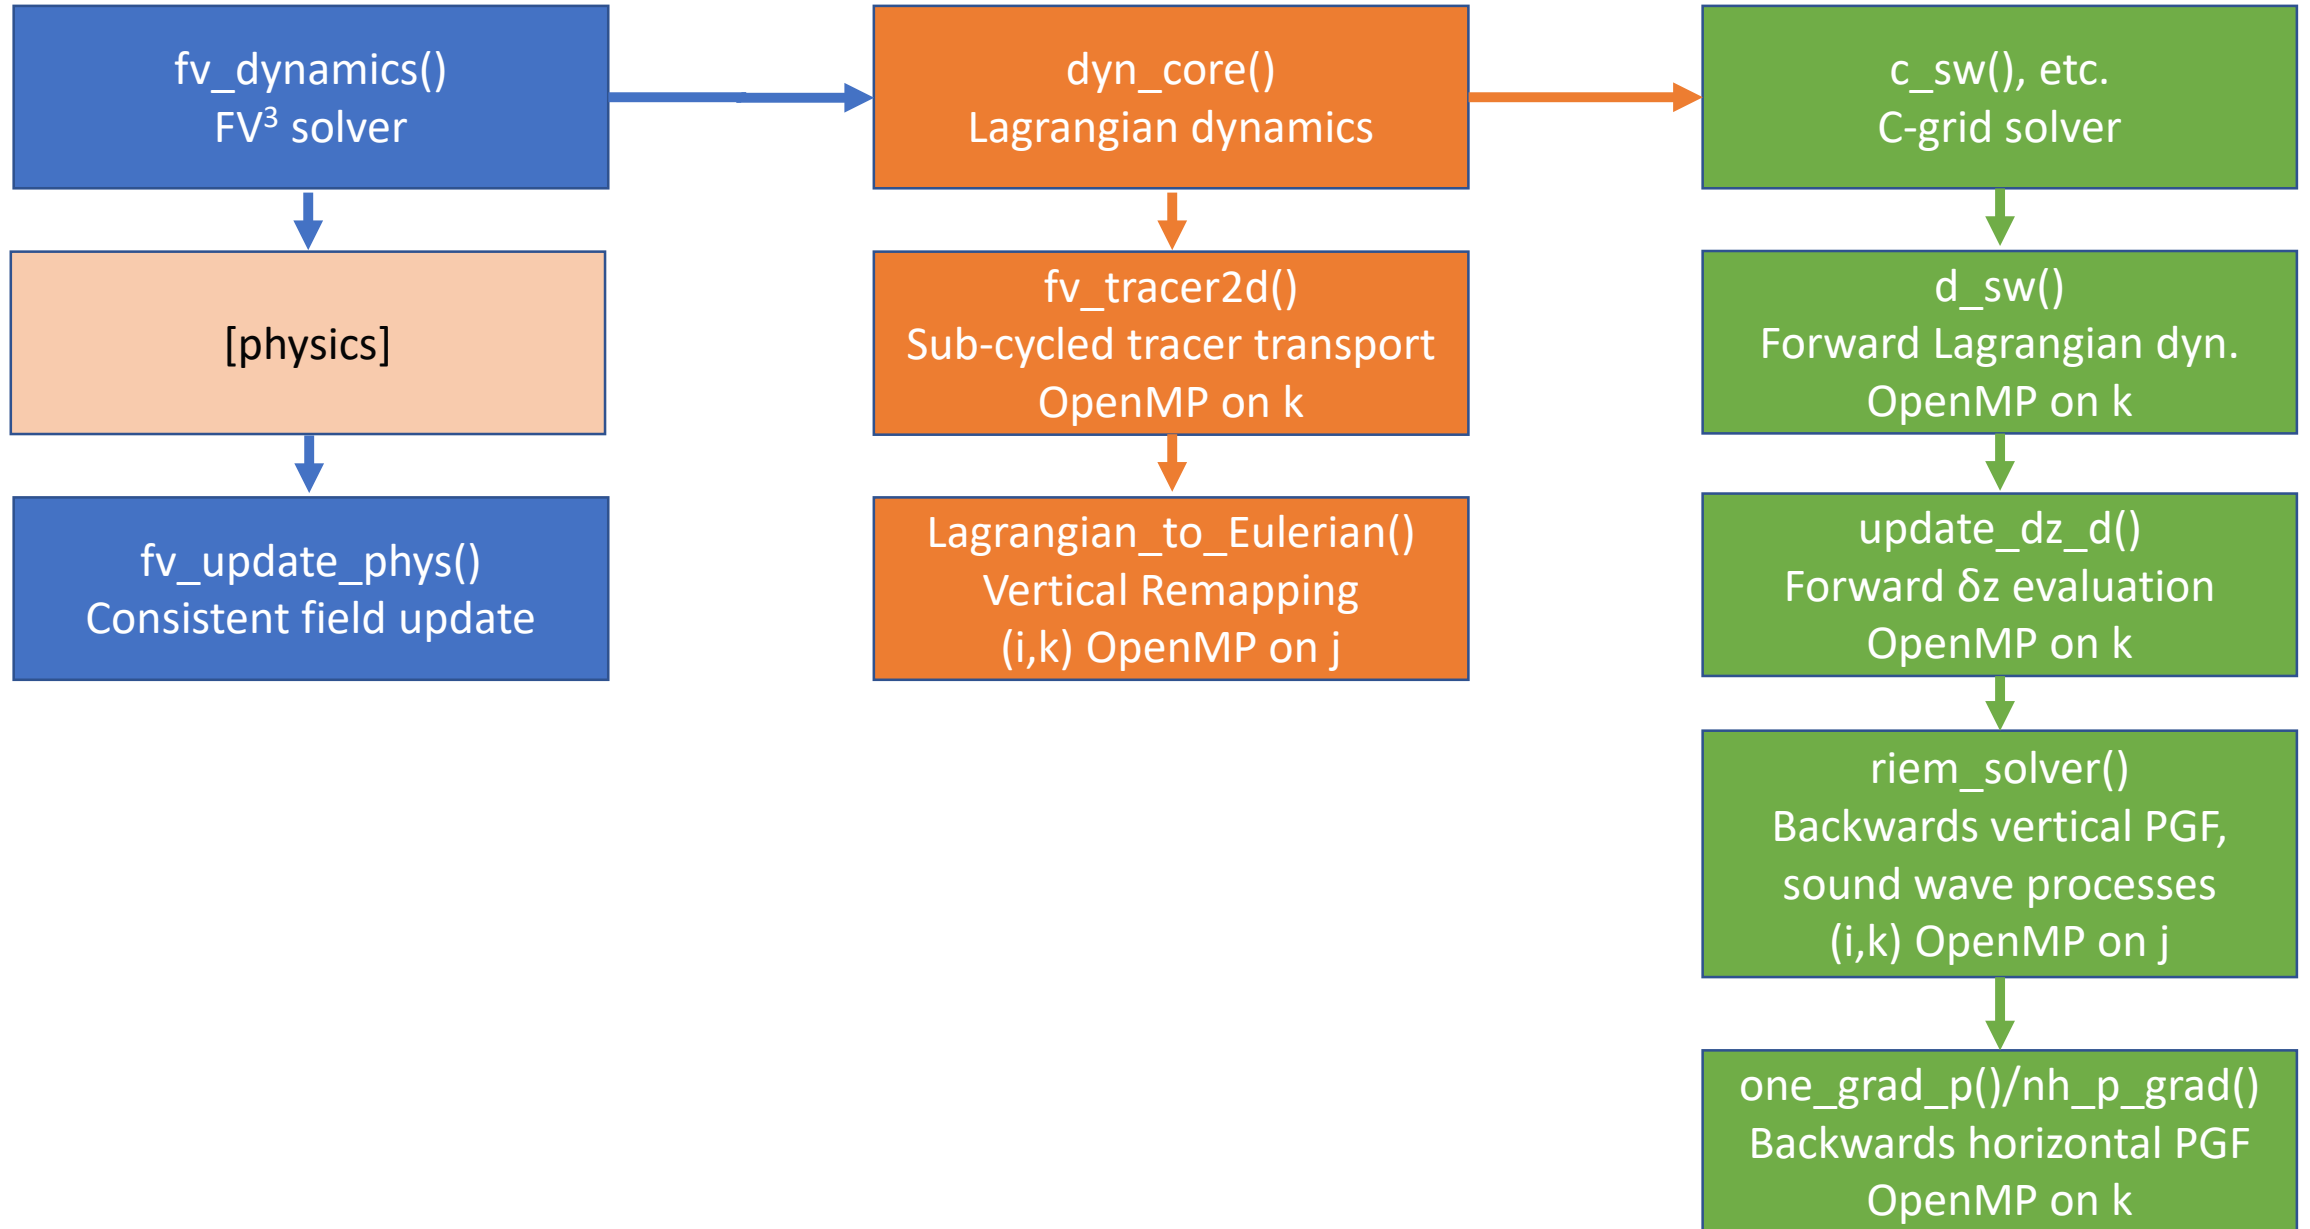 fv_dynamics()
FV³ solver
[physics]
fv_update_phys()
Consistent field update
dyn_core()
Lagrangian dynamics
fv_tracer2d()
Sub-cycled tracer transport
OpenMP on k
Lagrangian_to_Eulerian()
Vertical Remapping
(i,k) OpenMP on j
c_sw(), etc.
C-grid solver
d_sw()
Forward Lagrangian dyn.
OpenMP on k
update_dz_d()
Forward δz evaluation
OpenMP on k
riem_solver()
Backwards vertical PGF,
sound wave processes
(i,k) OpenMP on j
one_grad_p()/nh_p_grad()
Backwards horizontal PGF
OpenMP on k